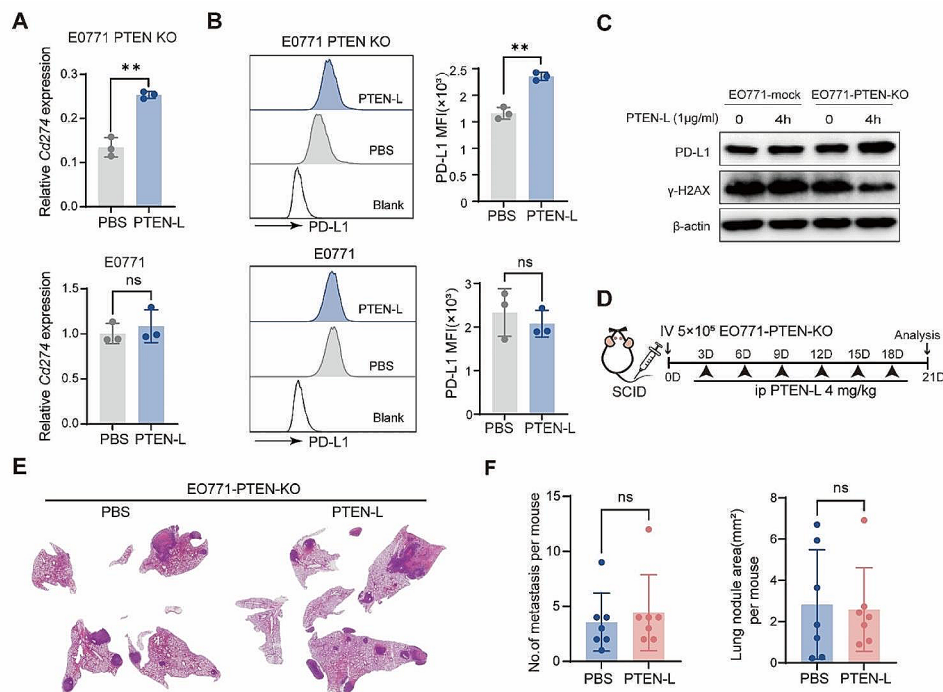 A
E0771 PTEN KO
Relative Cd274 expression
0.3
0.2
0.1
0.0
**
PBS PTEN-L
E0771
Relative Cd274 expression
1.5
1.0
0.5
0.0
ns
PBS PTEN-L
B
E0771 PTEN KO
PTEN-L
PBS
Blank
PD-L1
PD-L1 MFI(×10³)
2.5
2
1.5
1
0.5
0
**
PBS PTEN-L
E0771
PTEN-L
PBS
Blank
PD-L1
PD-L1 MFI(×10³)
3
2
1
0
ns
PBS PTEN-L
C
EO771-mock EO771-PTEN-KO
PTEN-L (1μg/ml) 0 4h 0 4h
PD-L1
γ-H2AX
β-actin
D
IV 5×10⁵ EO771-PTEN-KO
Analysis
3D 6D 9D 12D 15D 18D
0D 21D
SCID
ip PTEN-L 4 mg/kg
E
EO771-PTEN-KO
PBS PTEN-L
F
No.of metastasis per mouse
15
10
5
0
ns
PBS PTEN-L
Lung nodule area(mm²)
per mouse
8
6
4
2
0
ns
PBS PTEN-L